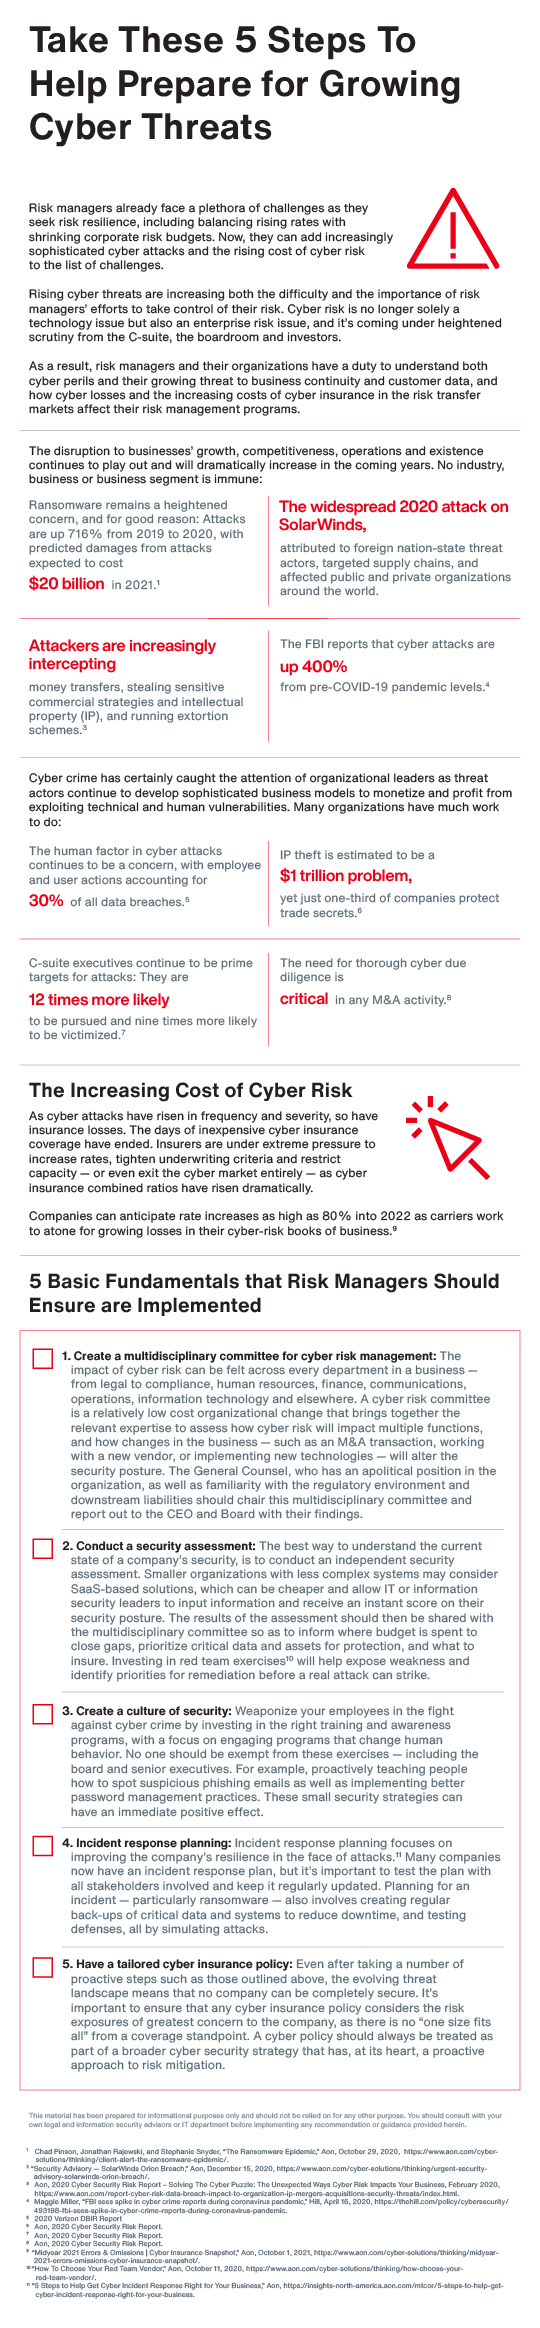 Take These 5 Steps To
Help Prepare for Growing
Cyber Threats
Risk managers already face a plethora of challenges as they
seek risk resilience, including balancing rising rates with
shrinking corporate risk budgets. Now, they can add increasingly
sophisticated cyber attacks and the rising cost of cyber risk
to the list of challenges.
Rising cyber threats are increasing both the difficulty and the importance of risk
managers' efforts to take control of their risk. Cyber risk is no longer solely a
technology issue but also an enterprise risk issue, and it's coming under heightened
scrutiny from the C-suite, the boardroom and investors.
As a result, risk managers and their organizations have a duty to understand both
cyber perils and their growing threat to business continuity and customer data, and
how cyber losses and the increasing costs of cyber insurance in the risk transfer
markets affect their risk management programs.
The disruption to businesses' growth, competitiveness, operations and existence
continues to play out and will dramatically increase in the coming years. No industry,
business or business segment is immune:
Ransomware remains a heightened
concern, and for good reason: Attacks
are up 716% from 2019 to 2020, with
predicted damages from attacks
expected to cost
$20 billion in 2021.¹
The widespread 2020 attack on
SolarWinds,
attributed to foreign nation-state threat
actors, targeted supply chains, and
affected public and private organizations
around the world.
Attackers are increasingly
intercepting
money transfers, stealing sensitive
commercial strategies and intellectual
property (IP), and running extortion
schemes.³
The FBI reports that cyber attacks are
up 400%
from pre-COVID-19 pandemic levels.⁴
Cyber crime has certainly caught the attention of organizational leaders as threat
actors continue to develop sophisticated business models to monetize and profit from
exploiting technical and human vulnerabilities. Many organizations have much work
to do:
The human factor in cyber attacks
continues to be a concern, with employee
and user actions accounting for
30% of all data breaches.⁵
IP theft is estimated to be a
$1 trillion problem,
yet just one-third of companies protect
trade secrets.⁶
C-suite executives continue to be prime
targets for attacks: They are
12 times more likely
to be pursued and nine times more likely
to be victimized.⁷
The need for thorough cyber due
diligence is
critical in any M&A activity.⁸
The Increasing Cost of Cyber Risk
As cyber attacks have risen in frequency and severity, so have
insurance losses. The days of inexpensive cyber insurance
coverage have ended. Insurers are under extreme pressure to
increase rates, tighten underwriting criteria and restrict
capacity — or even exit the cyber market entirely — as cyber
insurance combined ratios have risen dramatically.
Companies can anticipate rate increases as high as 80% into 2022 as carriers work
to atone for growing losses in their cyber-risk books of business.⁹
5 Basic Fundamentals that Risk Managers Should
Ensure are Implemented
1. Create a multidisciplinary committee for cyber risk management: The
impact of cyber risk can be felt across every department in a business —
from legal to compliance, human resources, finance, communications,
operations, information technology and elsewhere. A cyber risk committee
is a relatively low cost organizational change that brings together the
relevant expertise to assess how cyber risk will impact multiple functions,
and how changes in the business — such as an M&A transaction, working
with a new vendor, or implementing new technologies — will alter the
security posture. The General Counsel, who has an apolitical position in the
organization, as well as familiarity with the regulatory environment and
downstream liabilities should chair this multidisciplinary committee and
report out to the CEO and Board with their findings.
2. Conduct a security assessment: The best way to understand the current
state of a company's security, is to conduct an independent security
assessment. Smaller organizations with less complex systems may consider
SaaS-based solutions, which can be cheaper and allow IT or information
security leaders to input information and receive an instant score on their
security posture. The results of the assessment should then be shared with
the multidisciplinary committee so as to inform where budget is spent to
close gaps, prioritize critical data and assets for protection, and what to
insure. Investing in red team exercises¹⁰ will help expose weakness and
identify priorities for remediation before a real attack can strike.
3. Create a culture of security: Weaponize your employees in the fight
against cyber crime by investing in the right training and awareness
programs, with a focus on engaging programs that change human
behavior. No one should be exempt from these exercises — including the
board and senior executives. For example, proactively teaching people
how to spot suspicious phishing emails as well as implementing better
password management practices. These small security strategies can
have an immediate positive effect.
4. Incident response planning: Incident response planning focuses on
improving the company's resilience in the face of attacks.¹¹ Many companies
now have an incident response plan, but it's important to test the plan with
all stakeholders involved and keep it regularly updated. Planning for an
incident — particularly ransomware — also involves creating regular
back-ups of critical data and systems to reduce downtime, and testing
defenses, all by simulating attacks.
5. Have a tailored cyber insurance policy: Even after taking a number of
proactive steps such as those outlined above, the evolving threat
landscape means that no company can be completely secure. It's
important to ensure that any cyber insurance policy considers the risk
exposures of greatest concern to the company, as there is no "one size fits
all" from a coverage standpoint. A cyber policy should always be treated as
part of a broader cyber security strategy that has, at its heart, a proactive
approach to risk mitigation.
This material has been prepared for informational purposes only and should not be relied on for any other purpose. You should consult with your
own legal and information security advisors or IT department before implementing any recommendation or guidance provided herein.
¹ Chad Pinson, Jonathan Rajewski, and Stephanie Snyder, "The Ransomware Epidemic," Aon, October 29, 2020, https://www.aon.com/cyber-
solutions/thinking/client-alert-the-ransomware-epidemic/.
² "Security Advisory — SolarWinds Orion Breach," Aon, December 15, 2020, https://www.aon.com/cyber-solutions/thinking/urgent-security-
advisory-solarwinds-orion-breach/.
³ Aon, 2020 Cyber Security Risk Report – Solving The Cyber Puzzle: The Unexpected Ways Cyber Risk Impacts Your Business, February 2020,
https://www.aon.com/report-cyber-risk-data-breach-impact-to-organization-ip-mergers-acquisitions-security-threats/index.html.
⁴ Maggie Miller, "FBI sees spike in cyber crime reports during coronavirus pandemic," Hill, April 16, 2020, https://thehill.com/policy/cybersecurity/
493198-fbi-sees-spike-in-cyber-crime-reports-during-coronavirus-pandemic.
⁵ 2020 Verizon DBIR Report
⁶ Aon, 2020 Cyber Security Risk Report.
⁷ Aon, 2020 Cyber Security Risk Report.
⁸ Aon, 2020 Cyber Security Risk Report.
⁹ "Midyear 2021 Errors & Omissions | Cyber Insurance Snapshot," Aon, October 1, 2021, https://www.aon.com/cyber-solutions/thinking/midyear-
2021-errors-omissions-cyber-insurance-snapshot/.
¹⁰ "How To Choose Your Red Team Vendor," Aon, October 11, 2020, https://www.aon.com/cyber-solutions/thinking/how-choose-your-
red-team-vendor/.
¹¹ "5 Steps to Help Get Cyber Incident Response Right for Your Business," Aon, https://insights-north-america.aon.com/mtcor/5-steps-to-help-get-
cyber-incident-response-right-for-your-business.